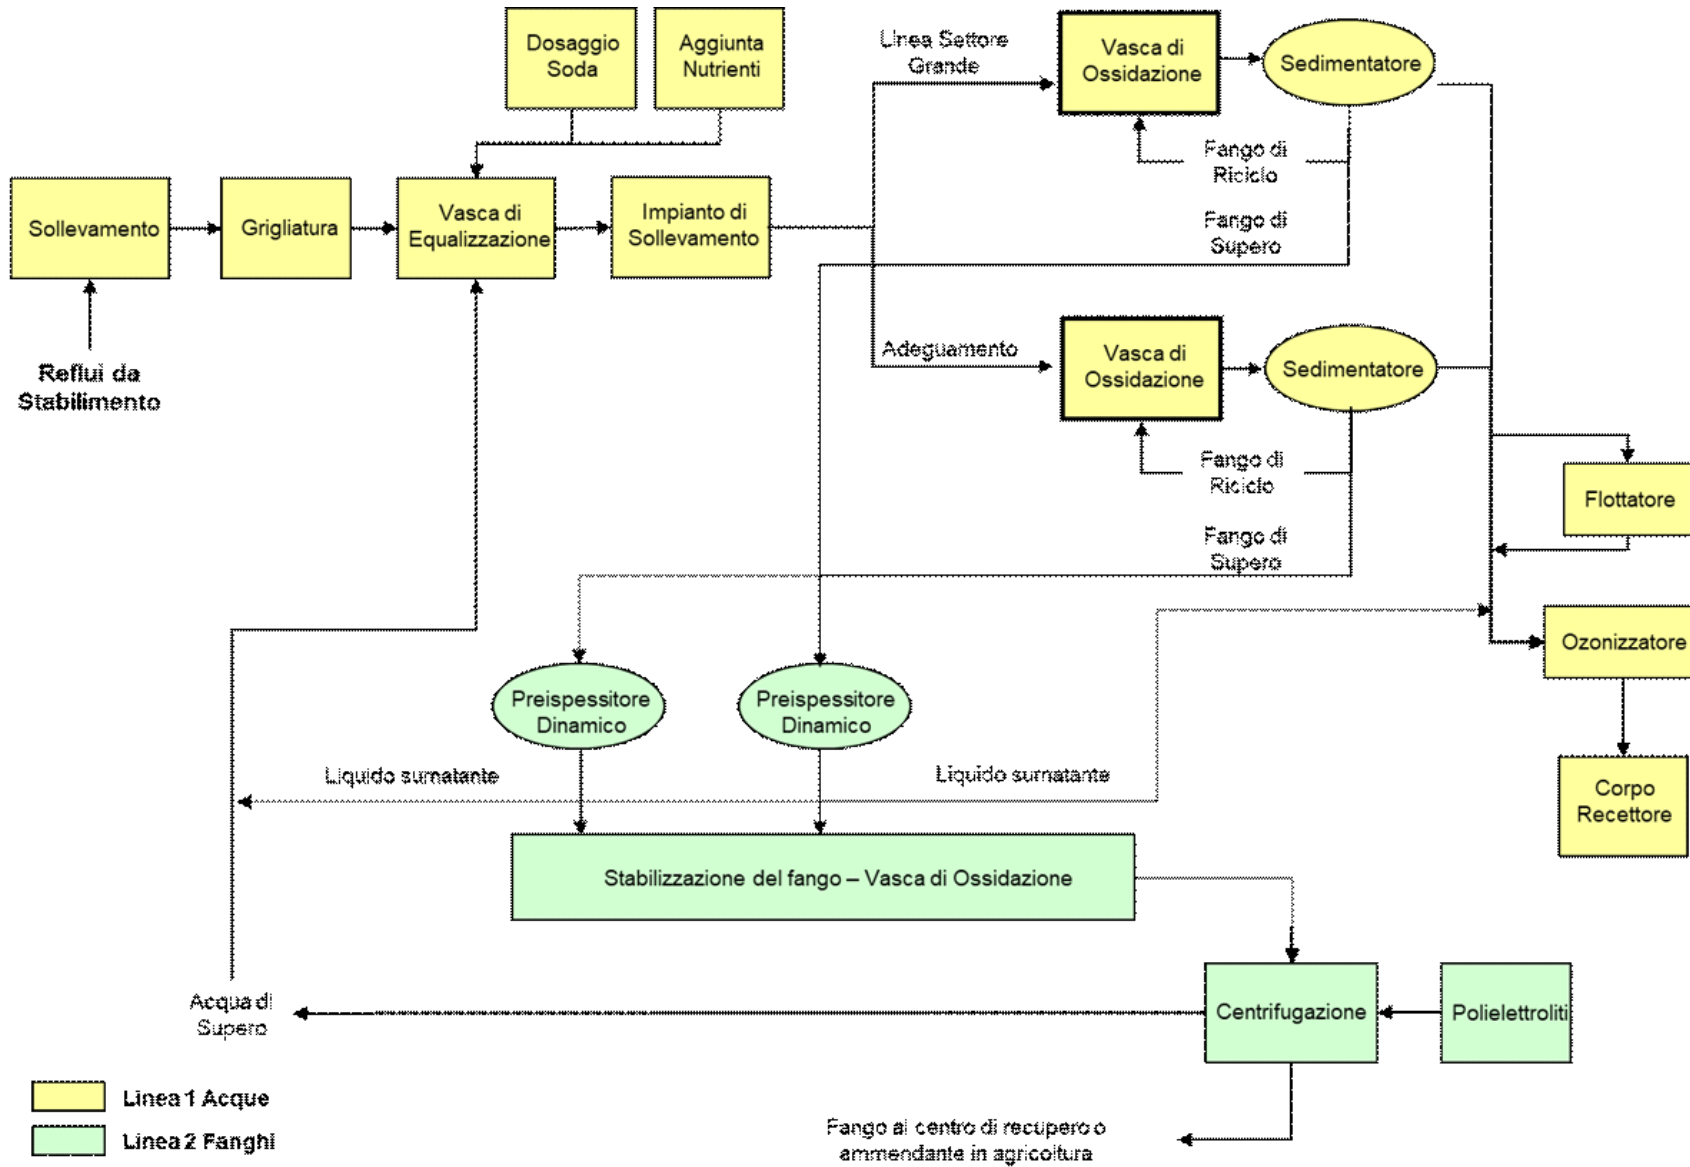 Dosaggio
Soda
Aggiunta
Nutrienti
Linea Settore
Grande
Vasca di
Ossidazione
Sedimentatore
Fango di
Riciclo
Fango di
Supero
Sollevamento
Grigliatura
Vasca di
Equalizzazione
Impianto di
Sollevamento
Reflui da
Stabilimento
Adeguamento
Vasca di
Ossidazione
Sedimentatore
Fango di
Riciclo
Fango di
Supero
Flottatore
Ozonizzatore
Corpo
Recettore
Preispessitore
Dinamico
Preispessitore
Dinamico
Liquido surnatante
Liquido surnatante
Stabilizzazione del fango – Vasca di Ossidazione
Acqua di
Supero
Centrifugazione
Polielettroliti
Linea 1 Acque
Linea 2 Fanghi
Fango al centro di recupero o
ammendante in agricoltura